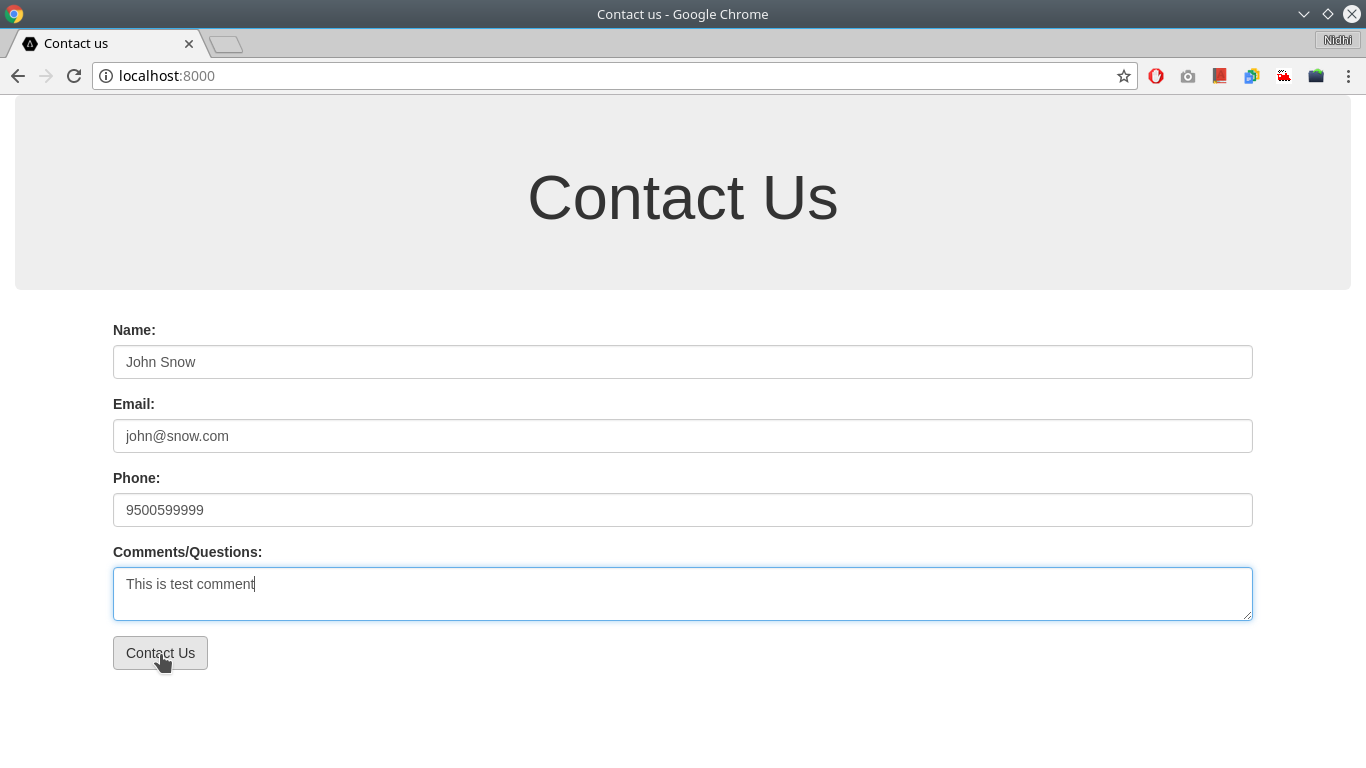 Contact us - Google Chrome
Contact us
Nidhi
localhost:8000
Contact Us
Name:
John Snow
Email:
john@snow.com
Phone:
9500599999
Comments/Questions:
This is test comment
Contact Us